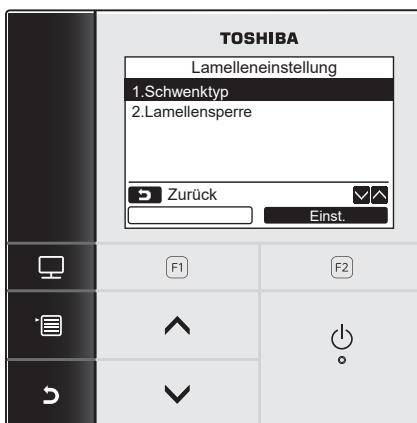 TOSHIBA
Lamelleneinstellung
1.Schwenktyp
2.Lamellensperre
Zurück
Einst.
F1
F2